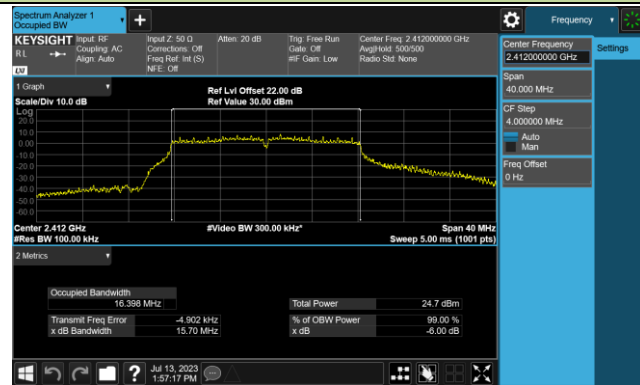 Spectrum Analyzer 1
Occupied BW
Frequency
KEYSIGHT
RL
LXI
Input: RF
Coupling: AC
Align: Auto
Input Z: 50 Ω
Corrections: Off
Freq Ref: Int (S)
NFE: Off
Atten: 20 dB
Trig: Free Run
Gate: Off
#IF Gain: Low
Center Freq: 2.412000000 GHz
Avg|Hold: 500/500
Radio Std: None
Center Frequency
2.412000000 GHz
Settings
Span
40.000 MHz
CF Step
4.000000 MHz
Auto
Man
Freq Offset
0 Hz
1 Graph
Scale/Div 10.0 dB
Ref Lvl Offset 22.00 dB
Ref Value 30.00 dBm
Log
20.0
10.0
0.00
-10.0
-20.0
-30.0
-40.0
-50.0
-60.0
Center 2.412 GHz
#Video BW 300.00 kHz*
Span 40 MHz
#Res BW 100.00 kHz
Sweep 5.00 ms (1001 pts)
2 Metrics
Occupied Bandwidth
16.398 MHz
Total Power 24.7 dBm
Transmit Freq Error -4.902 kHz
% of OBW Power 99.00 %
x dB Bandwidth 15.70 MHz
x dB -6.00 dB
?
Jul 13, 2023
1:57:17 PM